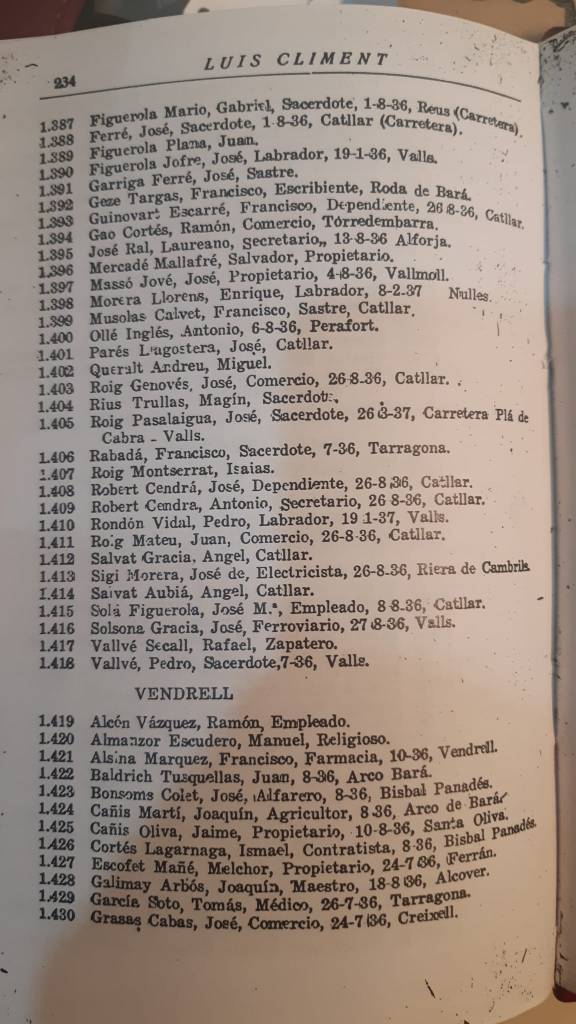 234
LUIS CLIMENT
1.387 Figuerola Mario, Gabriel, Sacerdote, 1-8-36, Reus (Carretera).
1.388 Ferré, José, Sacerdote, 1-8-36, Catllar (Carretera).
1.389 Figuerola Plana, Juan.
1.390 Figuerola Jofre, José, Labrador, 19-1-36, Valls.
1.391 Garriga Ferré, José, Sastre.
1.392 Geze Targas, Francisco, Escribiente, Roda de Bará.
1.393 Guinovart Escarré, Francisco, Dependiente, 26 8-36, Catllar.
1.394 Gao Cortés, Ramón, Comercio, Torredembarra.
1.395 José Ral, Laureano, Secretario,, 13-8-36 Alforja.
1.396 Mercadé Mallafré, Salvador, Propietario.
1.397 Massó Jové, José, Propietario, 4-8-36, Vallmoll.
1.398 Morera Llorens, Enrique, Labrador, 8-2-37 Nulles.
1.399 Musolas Calvet, Francisco, Sastre, Catllar.
1.400 Ollé Inglés, Antonio, 6-8-36, Perafort.
1.401 Parés Llagostera, José, Catllar.
1.402 Queralt Andreu, Miguel.
1.403 Roig Genovés, José, Comercio, 26-8-36, Catllar.
1.404 Rius Trullas, Magín, Sacerdote.
1.405 Roig Pasalaigua, José, Sacerdote, 26 3-37, Carretera Plá de
Cabra - Valls.
1.406 Rabadá, Francisco, Sacerdote, 7-36, Tarragona.
1.407 Roig Montserrat, Isaias.
1.408 Robert Cendrá, José, Dependiente, 26-8-36, Catllar.
1.409 Robert Cendra, Antonio, Secretario, 26 8-36, Catllar.
1.410 Rondón Vidal, Pedro, Labrador, 19 1-37, Valls.
1.411 Roig Mateu, Juan, Comercio, 26-8-36, Catllar.
1.412 Salvat Gracia, Angel, Catllar.
1.413 Sigi Morera, José de, Electricista, 26-8-36, Riera de Cambrils
1.414 Salvat Aubiá, Angel, Catllar.
1.415 Solá Figuerola, José M.ª, Empleado, 8 8-36, Catllar.
1.416 Solsona Gracia, José, Ferroviario, 27 8-36, Valls.
1.417 Vallvé Secall, Rafael, Zapatero.
1.418 Vallvé, Pedro, Sacerdote,7-36, Valls.
VENDRELL
1.419 Alcón Vázquez, Ramón, Empleado.
1.420 Almanzor Escudero, Manuel, Religioso.
1.421 Alsina Marquez, Francisco, Farmacia, 10-36, Vendrell.
1.422 Baldrich Tusquellas, Juan, 8-36, Arco Bará.
1.423 Bonsoms Colet, José, Alfarero, 8-36, Bisbal Panadés.
1.424 Cañis Martí, Joaquín, Agricultor, 8 36, Arco de Bará
1.425 Cañis Oliva, Jaime, Propietario, 10-8-36, Santa Oliva.
1.426 Cortés Lagarnaga, Ismael, Contratista, 8-36, Bisbal Panadés.
1.427 Escofet Mañé, Melchor, Propietario, 24-7 36, Ferrán.
1.428 Galimay Arbós, Joaquín, Maestro, 18-8 36, Alcover.
1.429 García Soto, Tomás, Médico, 26-7-36, Tarragona.
1.430 Grasas Cabas, José, Comercio, 24-7 36, Creixell.